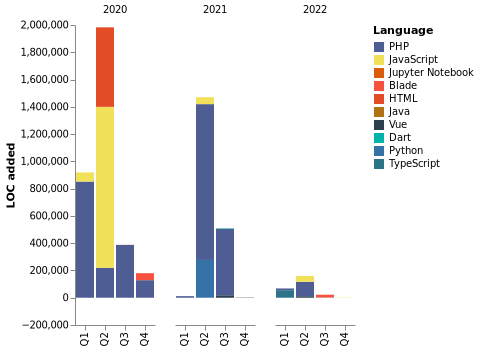 2020
2021
2022
LOC added
2,000,000
1,800,000
1,600,000
1,400,000
1,200,000
1,000,000
800,000
600,000
400,000
200,000
0
−200,000
Q1
Q2
Q3
Q4
Q1
Q2
Q3
Q4
Q1
Q2
Q3
Q4
Language
PHP
JavaScript
Jupyter Notebook
Blade
HTML
Java
Vue
Dart
Python
TypeScript